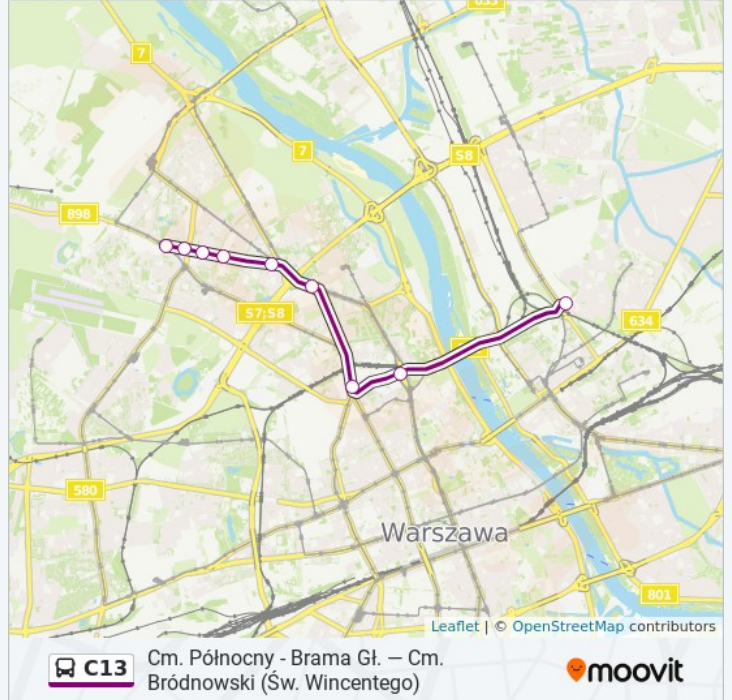 7
7
S8
898
S7;S8
634
580
Warszawa
801
Leaflet | © OpenStreetMap contributors
C13
Cm. Północny - Brama Gł. — Cm.
Bródnowski (Św. Wincentego)
moovit